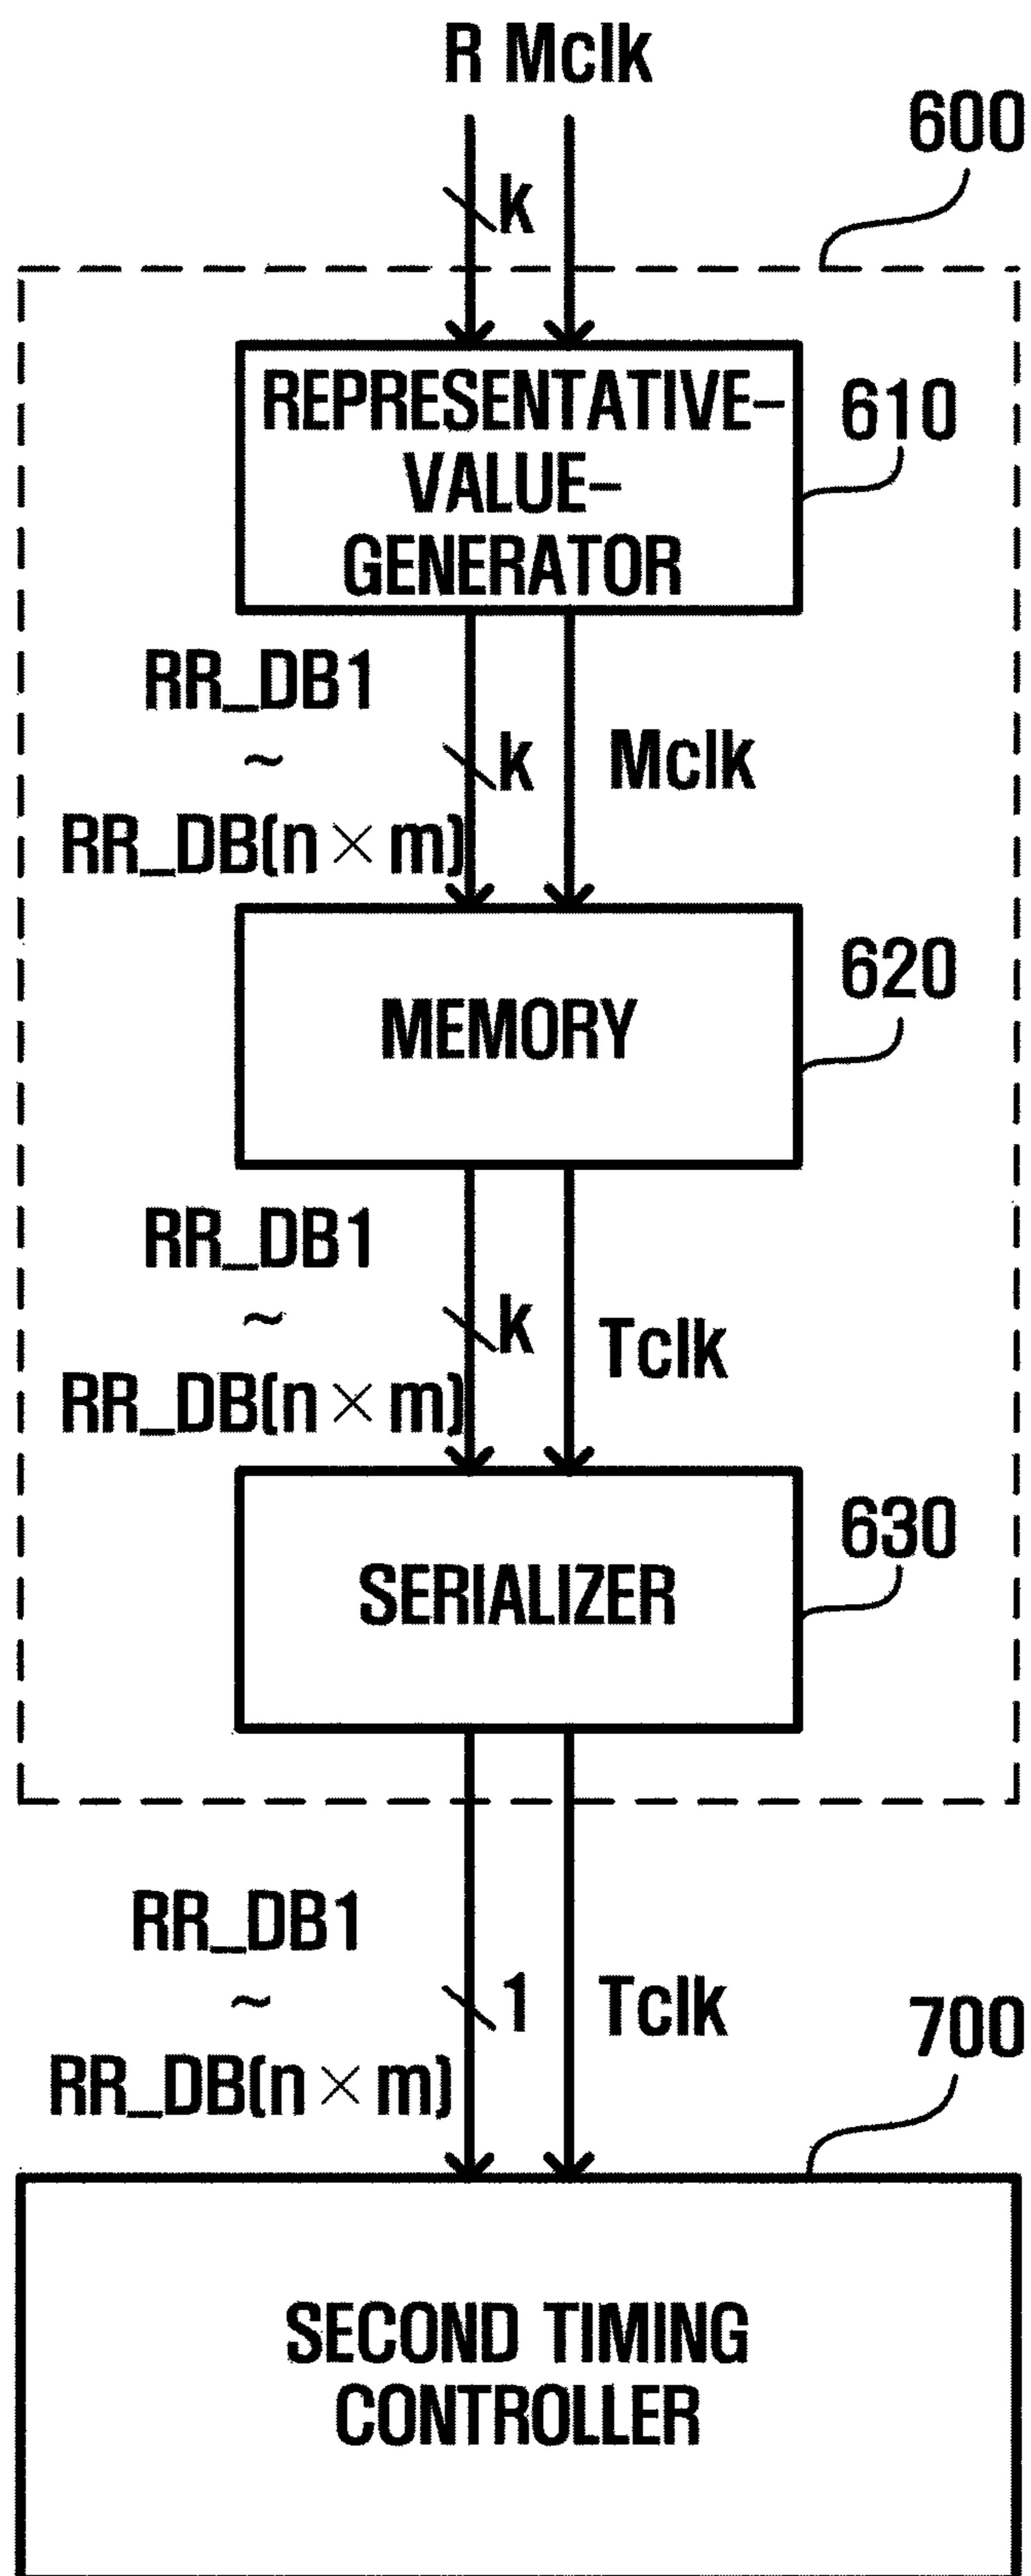 R Mclk
600
k
REPRESENTATIVE-
VALUE-
GENERATOR
610
RR_DB1
~
RR_DB(n × m)
k
Mclk
MEMORY
620
RR_DB1
~
RR_DB(n × m)
k
Tclk
SERIALIZER
630
RR_DB1
~
RR_DB(n × m)
1
Tclk
700
SECOND TIMING
CONTROLLER